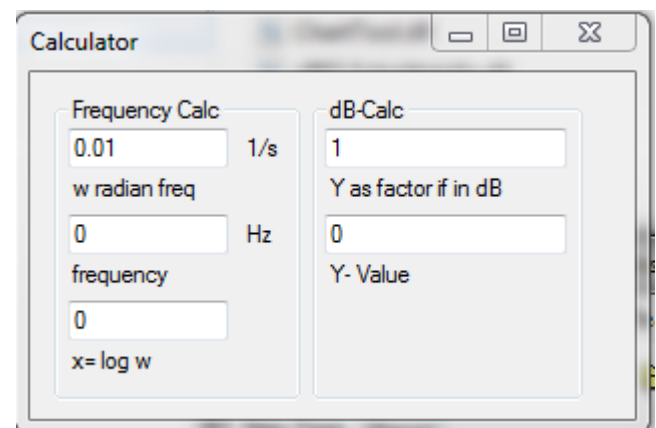 Calculator
Frequency Calc
0.01 1/s
w radian freq
0 Hz
frequency
0
x= log w
dB-Calc
1
Y as factor if in dB
0
Y- Value